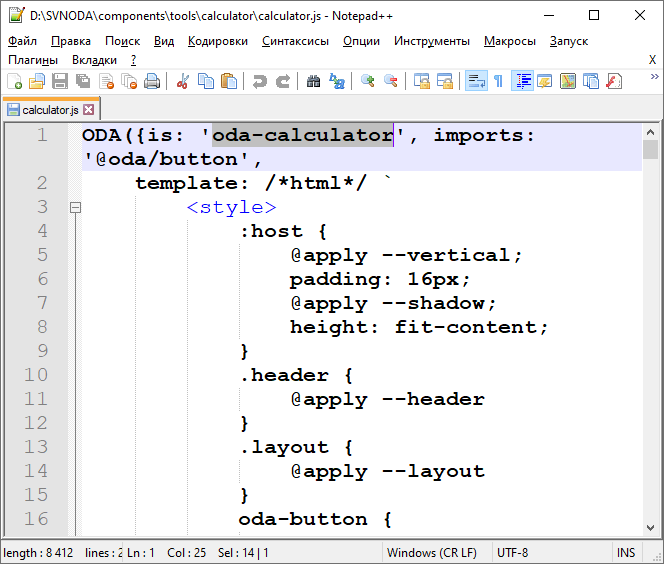 D:\SVNODA\components\tools\calculator\calculator.js - Notepad++
Файл Правка Поиск Вид Кодировки Синтаксисы Опции Инструменты Макросы Запуск
Плагины Вкладки ? X
calculator.js
1 ODA({is: 'oda-calculator', imports:
'@oda/button',
2 template: /*html*/ `
3 <style>
4 :host {
5 @apply --vertical;
6 padding: 16px;
7 @apply --shadow;
8 height: fit-content;
9 }
10 .header {
11 @apply --header
12 }
13 .layout {
14 @apply --layout
15 }
16 oda-button {
length : 8 412 lines : 2 Ln : 1 Col : 25 Sel : 14 | 1 Windows (CR LF) UTF-8 INS